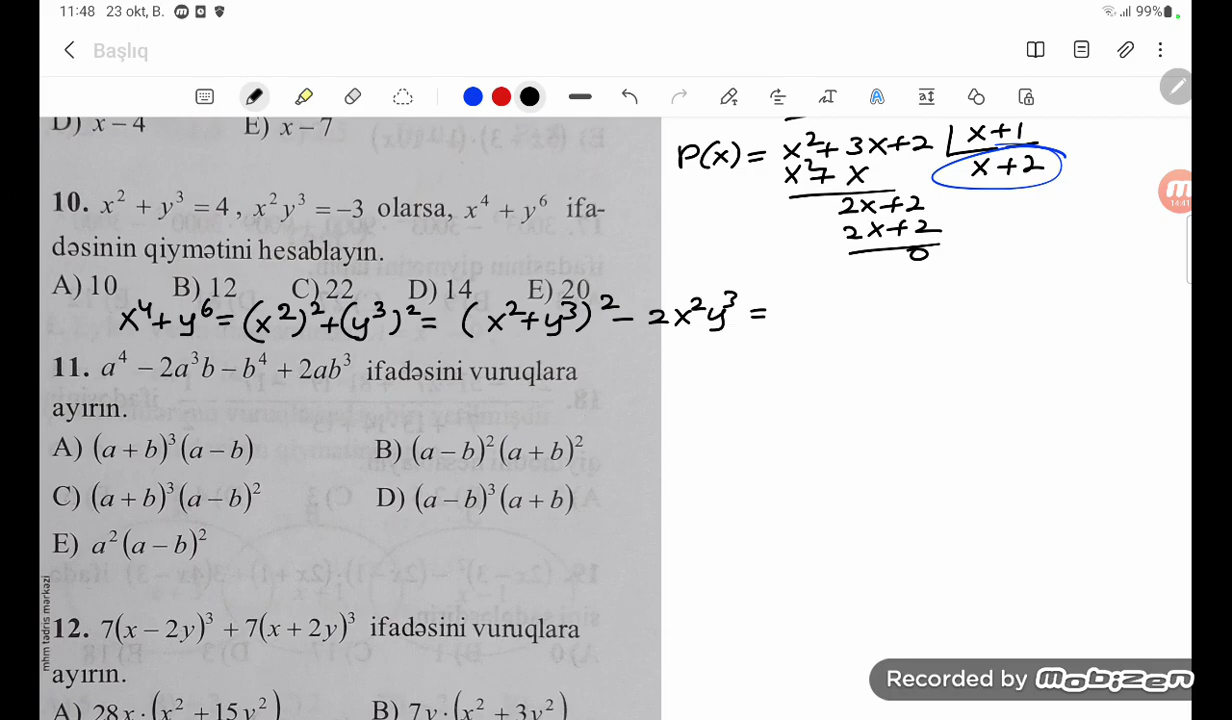 11:48 23 okt, B. 99%
Başlıq
D) x − 4 E) x − 7
10. x² + y³ = 4, x²y³ = −3 olarsa, x⁴ + y⁶ ifa-
dəsinin qiymətini hesablayın.
A) 10 B) 12 C) 22 D) 14 E) 20
x⁴ + y⁶ = (x²)² + (y³)² = (x² + y³)² − 2x²y³ =
11. a⁴ − 2a³b − b⁴ + 2ab³ ifadəsini vuruqlara
ayırın.
A) (a + b)³(a − b) B) (a − b)²(a + b)²
C) (a + b)³(a − b)² D) (a − b)³(a + b)
E) a²(a − b)²
mhm tədris mərkəzi
12. 7(x − 2y)³ + 7(x + 2y)³ ifadəsini vuruqlara
ayırın.
A) 28x · (x² + 15y²) B) 7y · (x² + 3y²)
P(x) = x² + 3x + 2 x + 1
x² + x x + 2
2x + 2
2x + 2
0
14:41
Recorded by mobizen